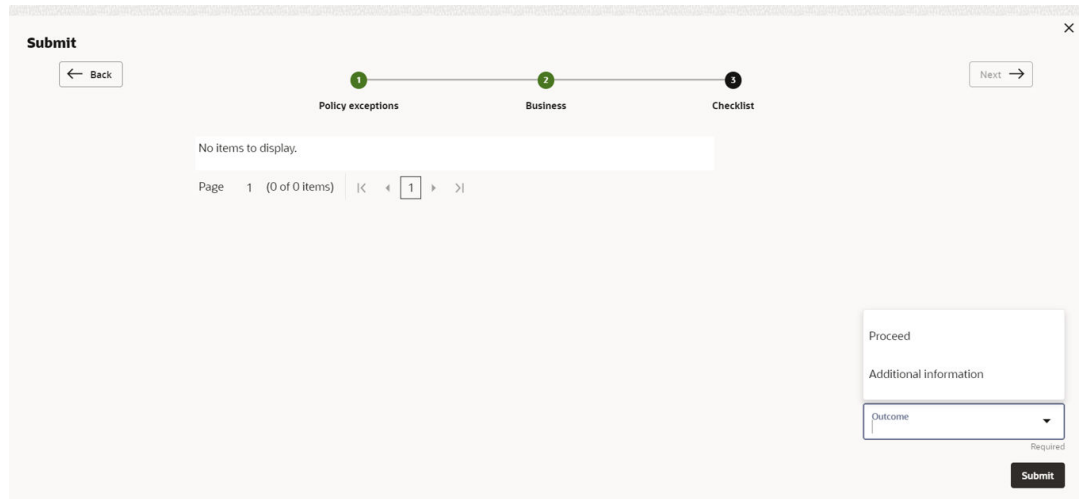 Submit
Back
1 2 3
Next
Policy exceptions Business Checklist
No items to display.
Page 1 (0 of 0 items) 1
Proceed
Additional information
Outcome
Required
Submit